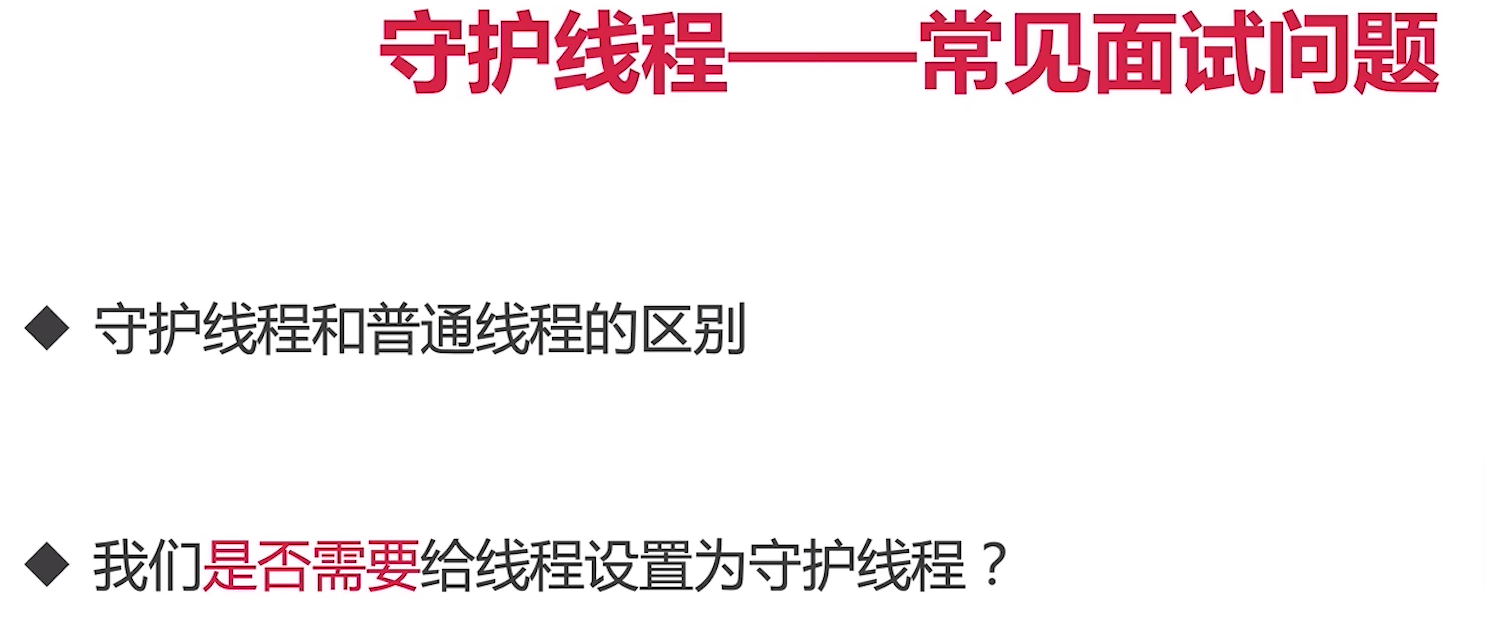 守护线程——常见面试问题
◆ 守护线程和普通线程的区别
◆ 我们是否需要给线程设置为守护线程？